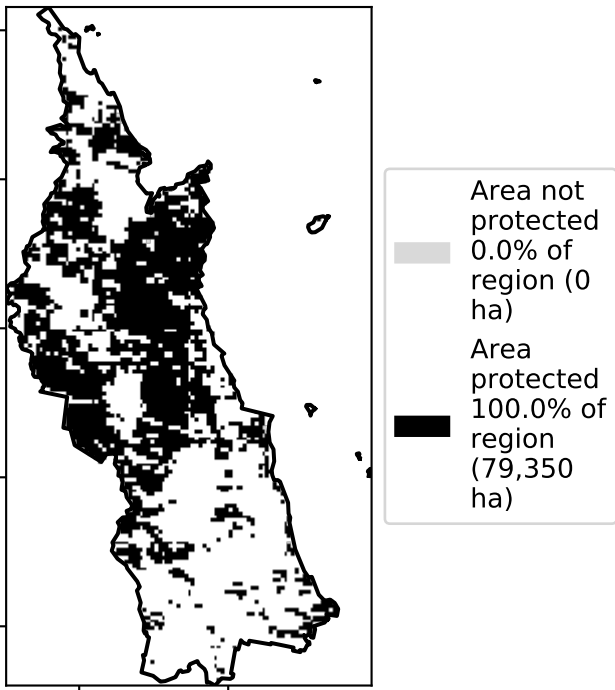 Area not
protected
0.0% of
region (0
ha)
Area
protected
100.0% of
region
(79,350
ha)